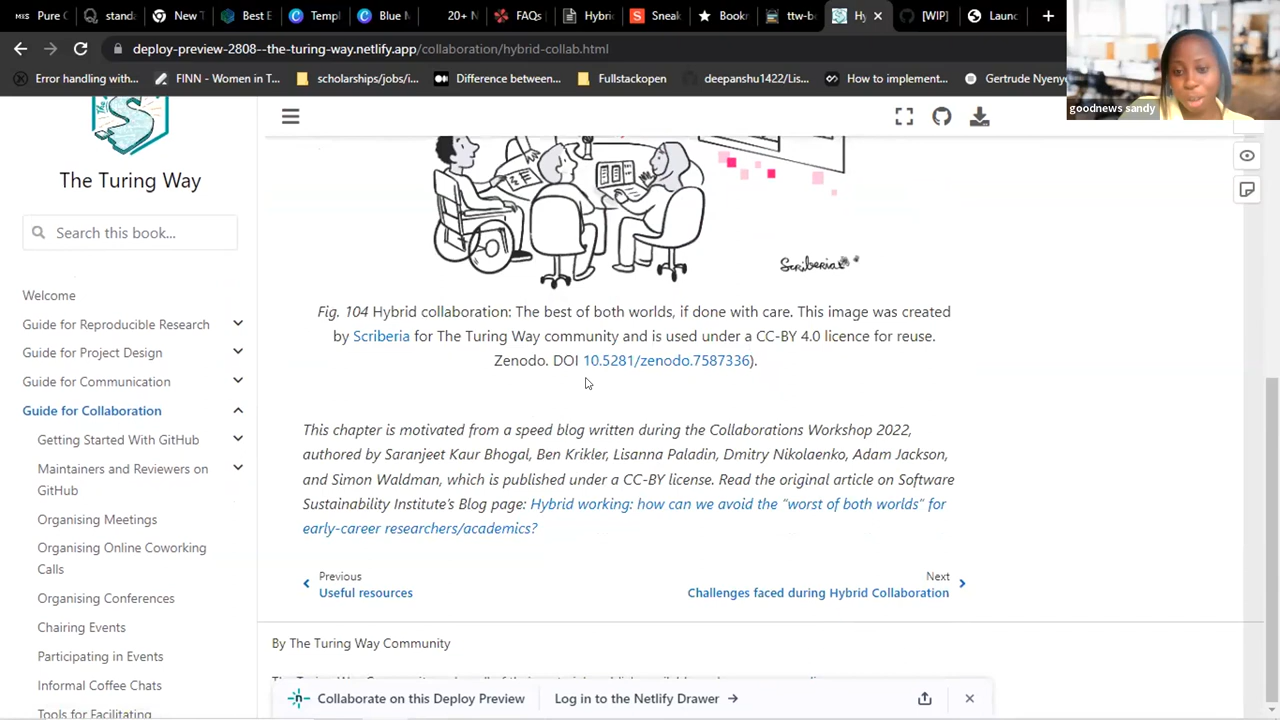 Pure C
standa
New T
Best E
Templ
Blue M
20+ N
FAQs
Hybri
Sneak
Bookr
ttw-b
Hy
[WIP]
Launc
deploy-preview-2808--the-turing-way.netlify.app/collaboration/hybrid-collab.html
Error handling with...
FINN - Women in T...
scholarships/jobs/i...
Difference between...
Fullstackopen
deepanshu1422/Lis...
How to implement...
Gertrude Nyeny
goodnews sandy
The Turing Way
Search this book...
Welcome
Guide for Reproducible Research
Guide for Project Design
Guide for Communication
Guide for Collaboration
Getting Started With GitHub
Maintainers and Reviewers on
GitHub
Organising Meetings
Organising Online Coworking
Calls
Organising Conferences
Chairing Events
Participating in Events
Informal Coffee Chats
Tools for Facilitating
Scriberia
Fig. 104 Hybrid collaboration: The best of both worlds, if done with care. This image was created
by Scriberia for The Turing Way community and is used under a CC-BY 4.0 licence for reuse.
Zenodo. DOI 10.5281/zenodo.7587336).
This chapter is motivated from a speed blog written during the Collaborations Workshop 2022,
authored by Saranjeet Kaur Bhogal, Ben Krikler, Lisanna Paladin, Dmitry Nikolaenko, Adam Jackson,
and Simon Waldman, which is published under a CC-BY license. Read the original article on Software
Sustainability Institute's Blog page: Hybrid working: how can we avoid the "worst of both worlds" for
early-career researchers/academics?
Previous
Useful resources
Next
Challenges faced during Hybrid Collaboration
By The Turing Way Community
Collaborate on this Deploy Preview
Log in to the Netlify Drawer →